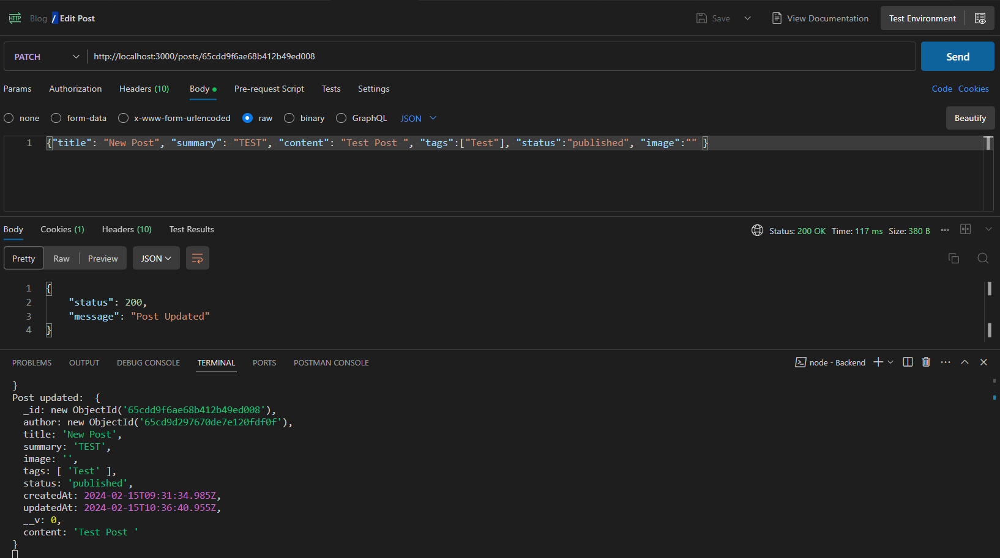 HTTP Blog / Edit Post Save View Documentation Test Environment
PATCH http://localhost:3000/posts/65cdd9f6ae68b412b49ed008 Send
Params Authorization Headers (10) Body Pre-request Script Tests Settings Code Cookies
none form-data x-www-form-urlencoded raw binary GraphQL JSON Beautify
1 {"title": "New Post", "summary": "TEST", "content": "Test Post ", "tags":["Test"], "status":"published", "image":"" }
Body Cookies (1) Headers (10) Test Results Status: 200 OK Time: 117 ms Size: 380 B
Pretty Raw Preview JSON
1 {
2 "status": 200,
3 "message": "Post Updated"
4 }
PROBLEMS OUTPUT DEBUG CONSOLE TERMINAL PORTS POSTMAN CONSOLE node - Backend
}
Post updated:  {
_id: new ObjectId('65cdd9f6ae68b412b49ed008'),
author: new ObjectId('65cd9d297670de7e120fdf0f'),
title: 'New Post',
summary: 'TEST',
image: '',
tags: [ 'Test' ],
status: 'published',
createdAt: 2024-02-15T09:31:34.985Z,
updatedAt: 2024-02-15T10:36:40.955Z,
__v: 0,
content: 'Test Post '
}